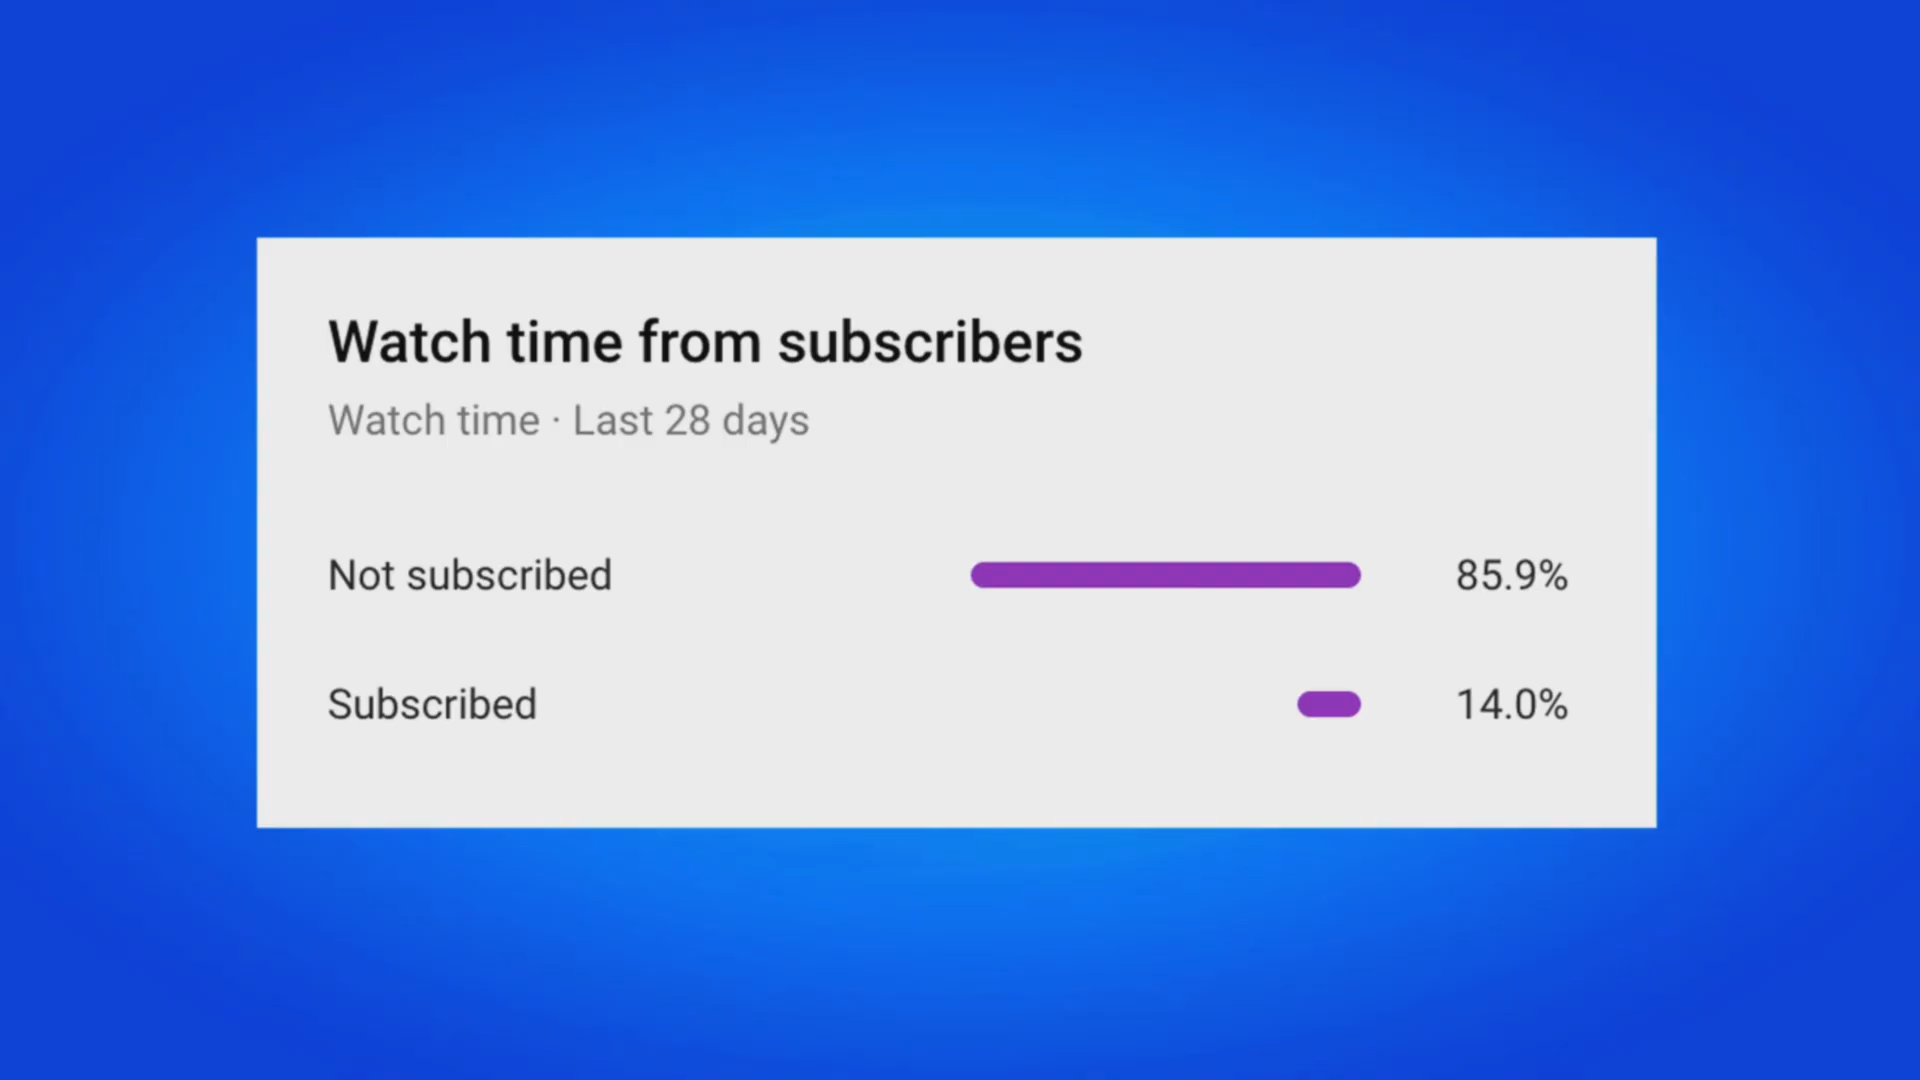 Watch time from subscribers
Watch time · Last 28 days
Not subscribed 85.9%
Subscribed 14.0%